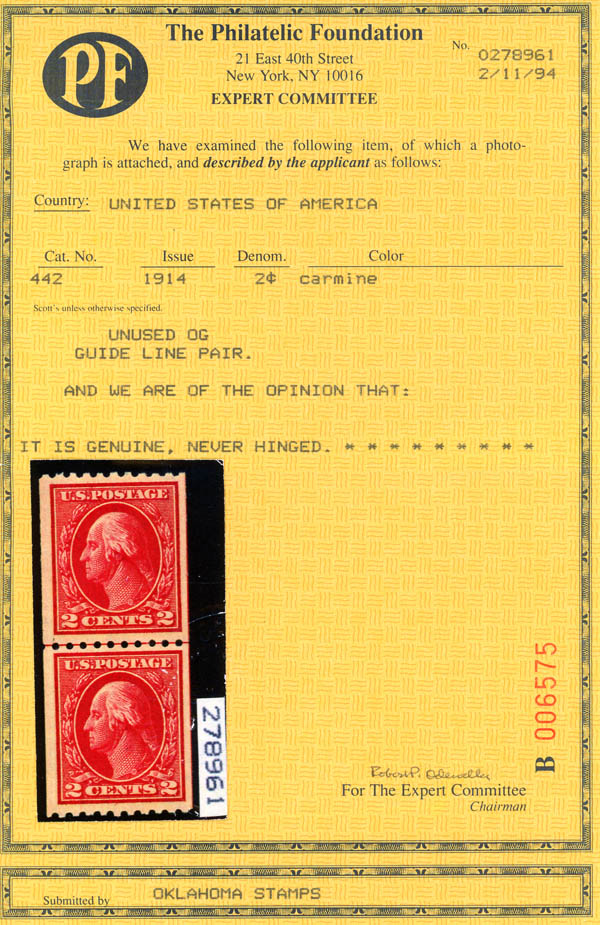 The Philatelic Foundation
PF
21 East 40th Street
New York, NY 10016
EXPERT COMMITTEE
No. 0278961
2/11/94
We have examined the following item, of which a photo-
graph is attached, and described by the applicant as follows:
Country: UNITED STATES OF AMERICA
Cat. No. Issue Denom. Color
442 1914 2¢ carmine
Scott's unless otherwise specified.
UNUSED OG
GUIDE LINE PAIR.
AND WE ARE OF THE OPINION THAT:
IT IS GENUINE, NEVER HINGED. * * * * * * * * *
U.S. POSTAGE
2 CENTS 2
U.S. POSTAGE
2 CENTS 2
278961
B 006575
For The Expert Committee
Chairman
Submitted by OKLAHOMA STAMPS